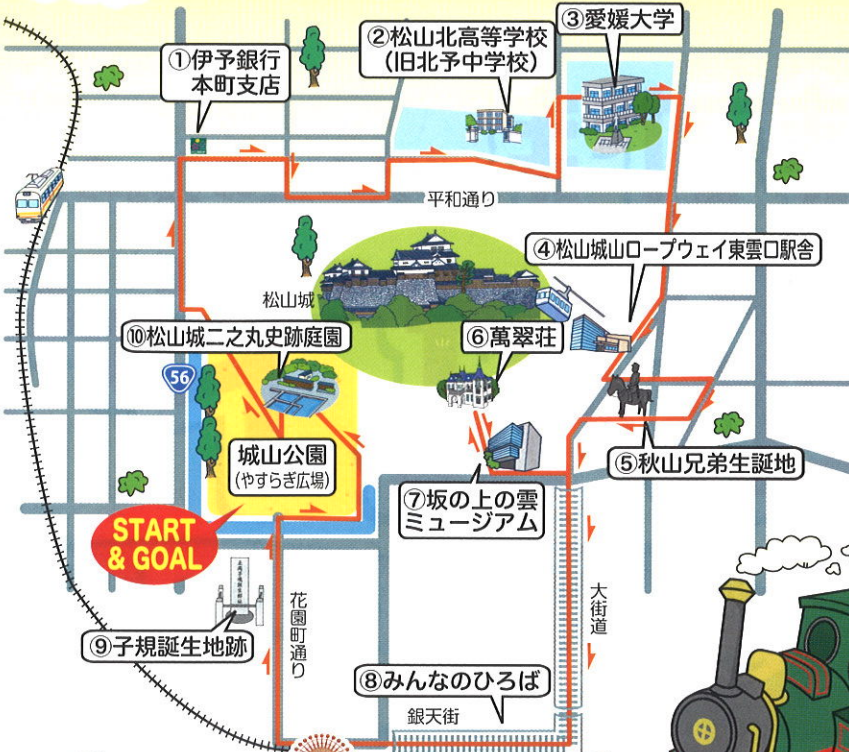 ①伊予銀行
本町支店
②松山北高等学校
(旧北予中学校)
③愛媛大学
平和通り
④松山城山ロープウェイ東雲口駅舎
松山城
⑩松山城二之丸史跡庭園
⑥萬翠荘
56
城山公園
(やすらぎ広場)
⑤秋山兄弟生誕地
⑦坂の上の雲
ミュージアム
START
& GOAL
花園町通り
大街道
⑨子規誕生地跡
⑧みんなのひろば
銀天街